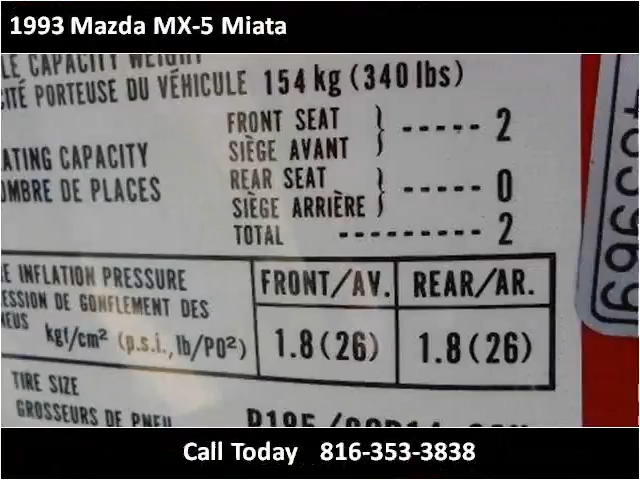 1993 Mazda MX-5 Miata
LE CAPACITY WEIGHT
CITÉ PORTEUSE DU VÉHICULE 154 kg (340 lbs)
FRONT SEAT
SIÈGE AVANT ----- 2
ATING CAPACITY
OMBRE DE PLACES
REAR SEAT
SIÈGE ARRIÈRE ----- 0
TOTAL --------- 2
E INFLATION PRESSURE
ESSION DE GONFLEMENT DES
NEUS kgf/cm² (p.s.i., lb/PO²)
FRONT/AV. REAR/AR.
1.8 (26) 1.8 (26)
TIRE SIZE
GROSSEURS DE PNEU
Call Today 816-353-3838